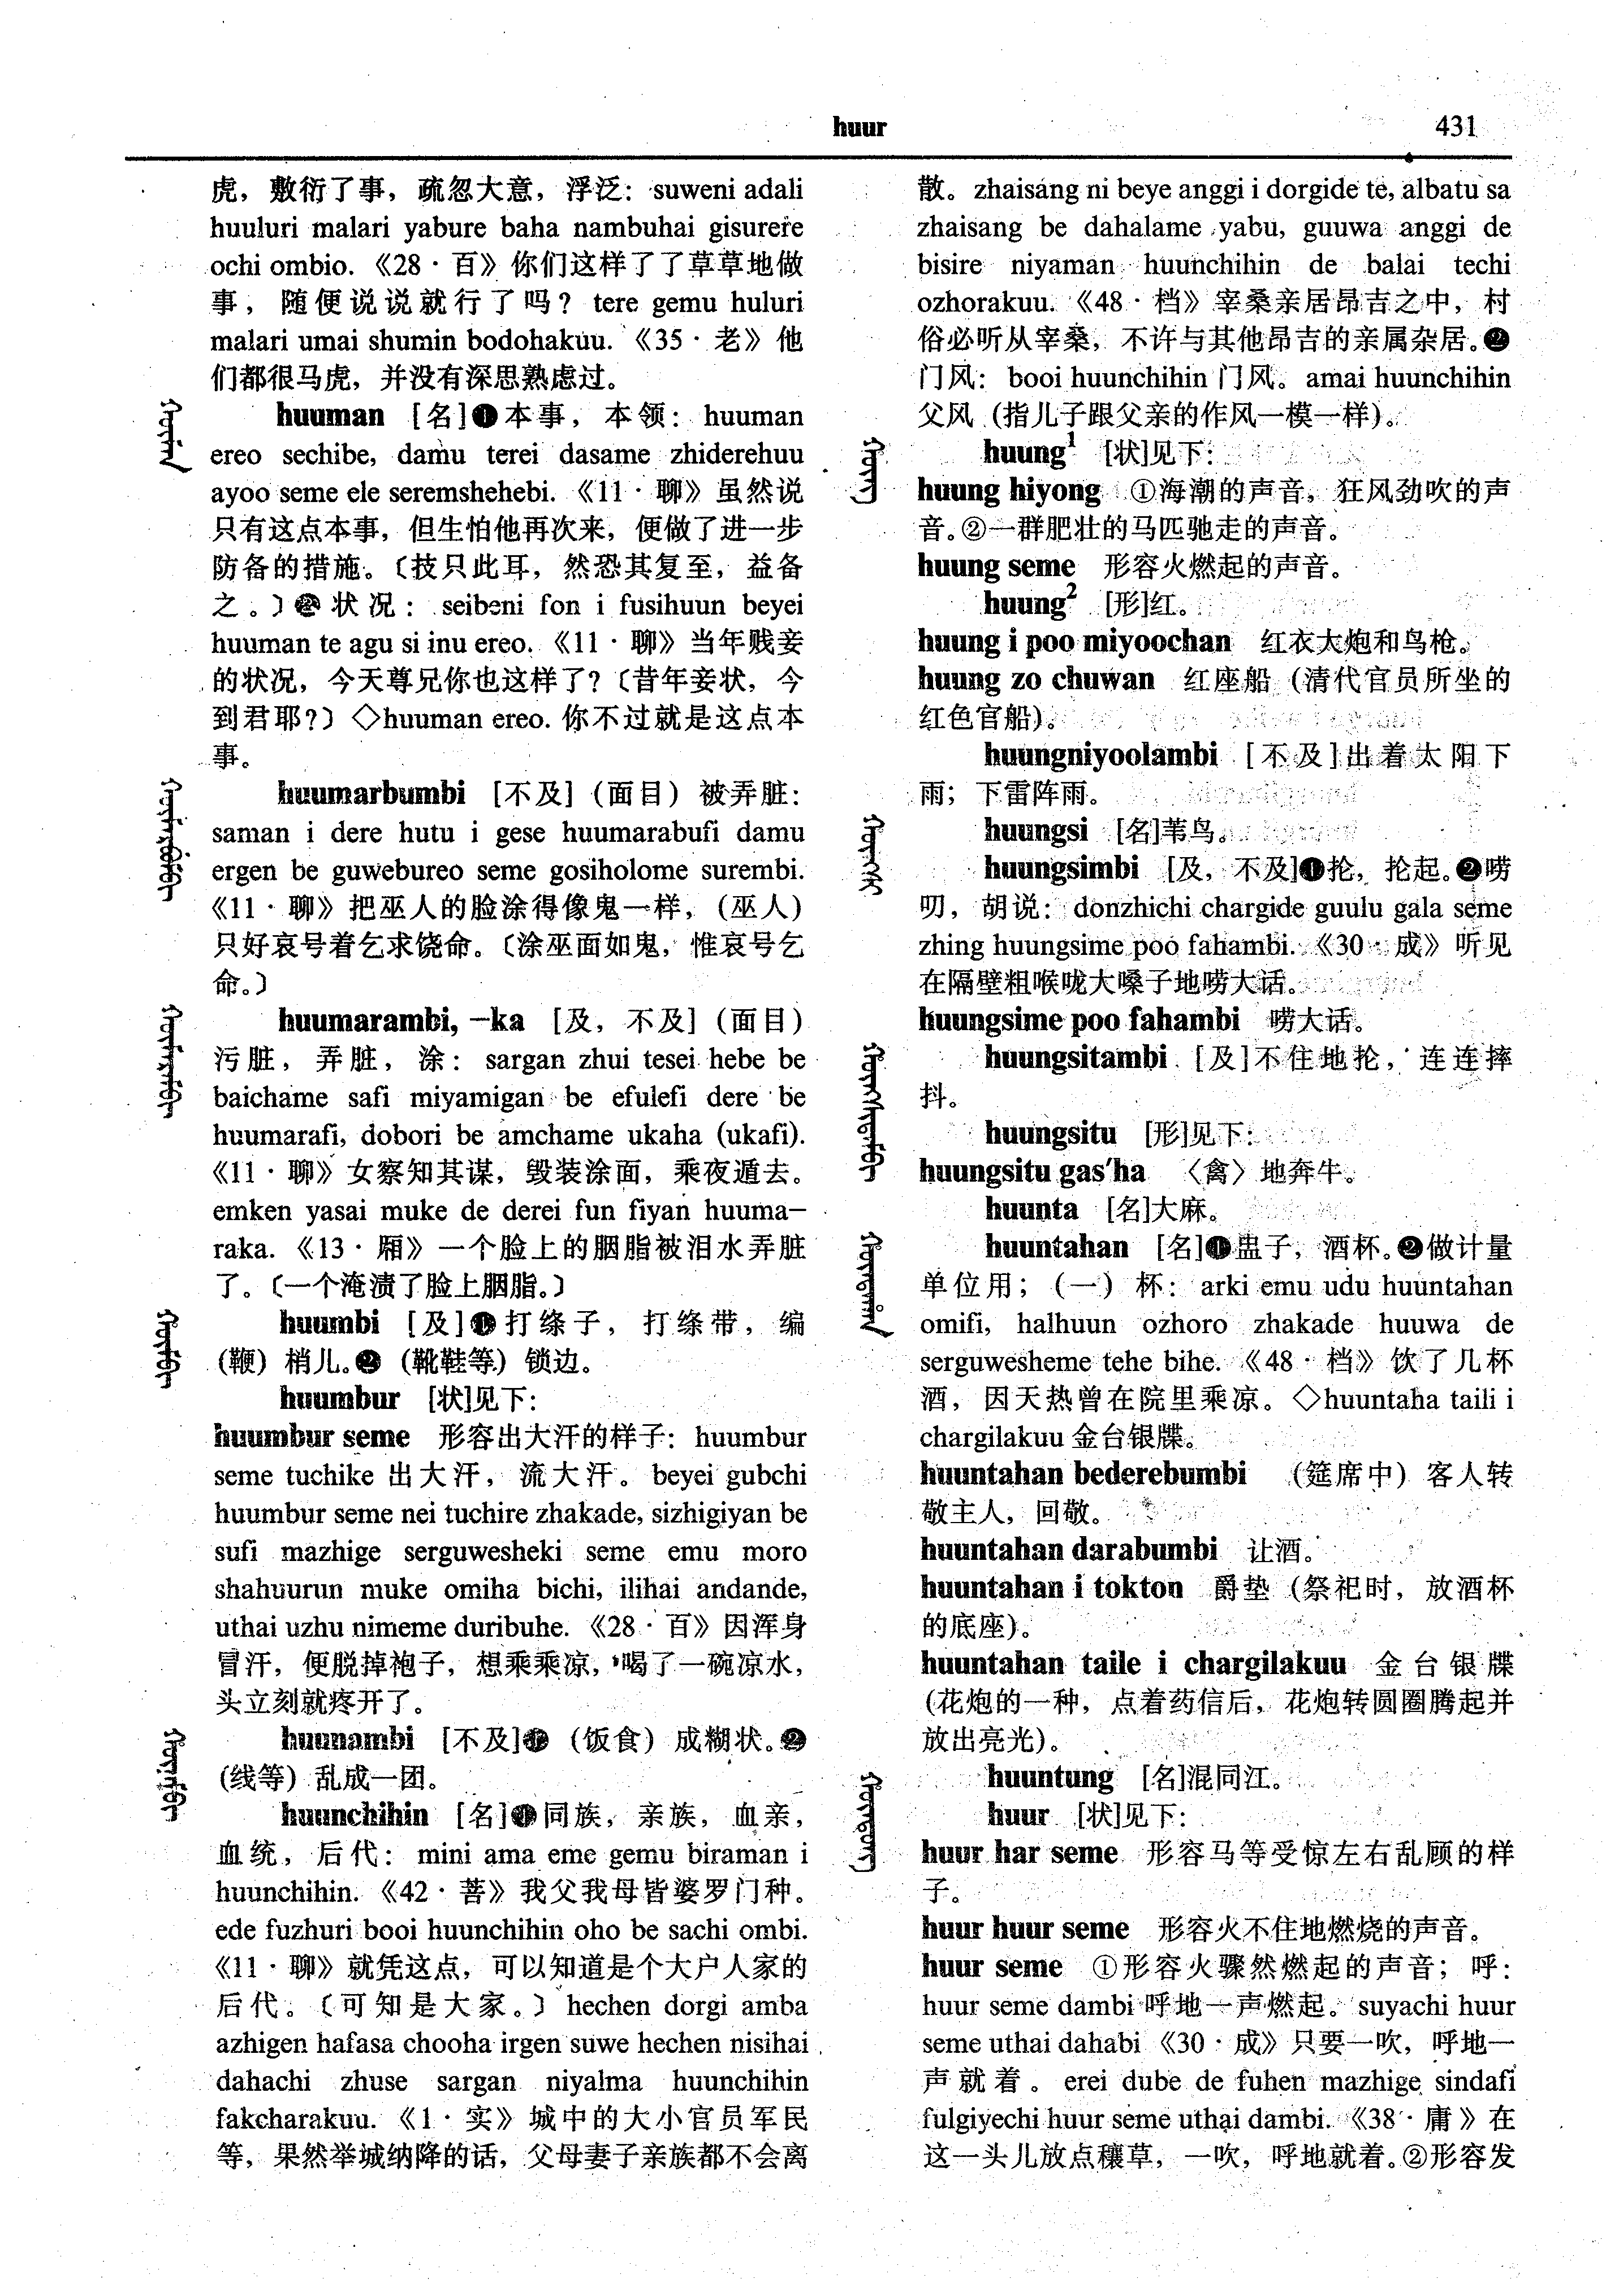 huur
431
虎，敷衍了事，疏忽大意，浮泛： suweni adali
huuluri malari yabure baha nambuhai gisurere
ochi ombio. 《28 · 百》你们这样了了草草地做
事，随便说说就行了吗？ tere gemu huluri
malari umai shumin bodohakuu. 《35 · 老》他
们都很马虎，并没有深思熟虑过。
huuman [名]❶本事，本领： huuman
ereo sechibe, damu terei dasame zhiderehuu
ayoo seme ele seremshehebi. 《11 · 聊》虽然说
只有这点本事，但生怕他再次来，便做了进一步
防备的措施。〔技只此耳，然恐其复至，益备
之。〕❷状况： seibeni fon i fusihuun beyei
huuman te agu si inu ereo. 《11 · 聊》当年贱妾
的状况，今天尊兄你也这样了？〔昔年妾状，今
到君耶？〕◇huuman ereo. 你不过就是这点本
事。
huumarbumbi [不及]（面目）被弄脏：
saman i dere hutu i gese huumarabufi damu
ergen be guwebureo seme gosiholome surembi.
《11 · 聊》把巫人的脸涂得像鬼一样，（巫人）
只好哀号着乞求饶命。〔涂巫面如鬼，惟哀号乞
命。〕
huumarambi, –ka [及，不及]（面目）
污脏，弄脏，涂： sargan zhui tesei hebe be
baichame safi miyamigan be efulefi dere be
huumarafi, dobori be amchame ukaha (ukafi).
《11 · 聊》女察知其谋，毁装涂面，乘夜遁去。
emken yasai muke de derei fun fiyan huuma–
raka. 《13 · 厢》一个脸上的胭脂被泪水弄脏
了。〔一个淹渍了脸上胭脂。〕
huumbi [及]❶打绦子，打绦带，编
（鞭）梢儿。❷（靴鞋等）锁边。
huumbur [状]见下：
huumbur seme 形容出大汗的样子： huumbur
seme tuchike 出大汗，流大汗。 beyei gubchi
huumbur seme nei tuchire zhakade, sizhigiyan be
sufi mazhige serguwesheki seme emu moro
shahuurun muke omiha bichi, ilihai andande,
uthai uzhu nimeme duribuhe. 《28 · 百》因浑身
冒汗，便脱掉袍子，想乘乘凉，喝了一碗凉水，
头立刻就疼开了。
huunambi [不及]❶（饭食）成糊状。❷
（线等）乱成一团。
huunchihin [名]❶同族，亲族，血亲，
血统，后代： mini ama eme gemu biraman i
huunchihin. 《42 · 菩》我父我母皆婆罗门种。
ede fuzhuri booi huunchihin oho be sachi ombi.
《11 · 聊》就凭这点，可以知道是个大户人家的
后代。〔可知是大家。〕 hechen dorgi amba
azhigen hafasa chooha irgen suwe hechen nisihai
dahachi zhuse sargan niyalma huunchihin
fakcharakuu. 《1 · 实》城中的大小官员军民
等，果然举城纳降的话，父母妻子亲族都不会离
散。 zhaisang ni beye anggi i dorgide te, albatu sa
zhaisang be dahalame yabu, guuwa anggi de
bisire niyaman huunchihin de balai techi
ozhorakuu. 《48 · 档》宰桑亲居昂吉之中，村
俗必听从宰桑，不许与其他昂吉的亲属杂居。❷
门风： booi huunchihin 门风。amai huunchihin
父风（指儿子跟父亲的作风一模一样）。
huung¹ [状]见下：
huung hiyong ①海潮的声音，狂风劲吹的声
音。②一群肥壮的马匹驰走的声音。
huung seme 形容火燃起的声音。
huung² [形]红。
huung i poo miyoochan 红衣大炮和鸟枪。
huung zo chuwan 红座船（清代官员所坐的
红色官船）。
huungniyoolambi [不及]出着太阳下
雨；下雷阵雨。
huungsi [名]苇鸟。
huungsimbi [及，不及]❶抡，抡起。❷唠
叨，胡说： donzhichi chargide guulu gala seme
zhing huungsime poo fahambi. 《30 · 成》听见
在隔壁粗喉咙大嗓子地唠大话。
huungsime poo fahambi 唠大话。
huungsitambi [及]不住地抡，连连摔
抖。
huungsitu [形]见下：
huungsitu gas'ha 〈禽〉地奔牛。
huunta [名]大麻。
huuntahan [名]❶盅子，酒杯。❷做计量
单位用；（一）杯： arki emu udu huuntahan
omifi, halhuun ozhoro zhakade huuwa de
serguwesheme tehe bihe. 《48 · 档》饮了几杯
酒，因天热曾在院里乘凉。◇huuntaha taili i
chargilakuu 金台银牒。
huuntahan bederebumbi （筵席中）客人转
敬主人，回敬。
huuntahan darabumbi 让酒。
huuntahan i tokton 爵垫（祭祀时，放酒杯
的底座）。
huuntahan taile i chargilakuu 金台银牒
（花炮的一种，点着药信后，花炮转圆圈腾起并
放出亮光）。
huuntung [名]混同江。
huur [状]见下：
huur har seme 形容马等受惊左右乱顾的样
子。
huur huur seme 形容火不住地燃烧的声音。
huur seme ①形容火骤然燃起的声音；呼：
huur seme dambi 呼地一声燃起。suyachi huur
seme uthai dahabi 《30 · 成》只要一吹，呼地一
声就着。 erei dube de fuhen mazhige sindafi
fulgiyechi huur seme uthai dambi. 《38 · 庸》在
这一头儿放点穰草，一吹，呼地就着。②形容发